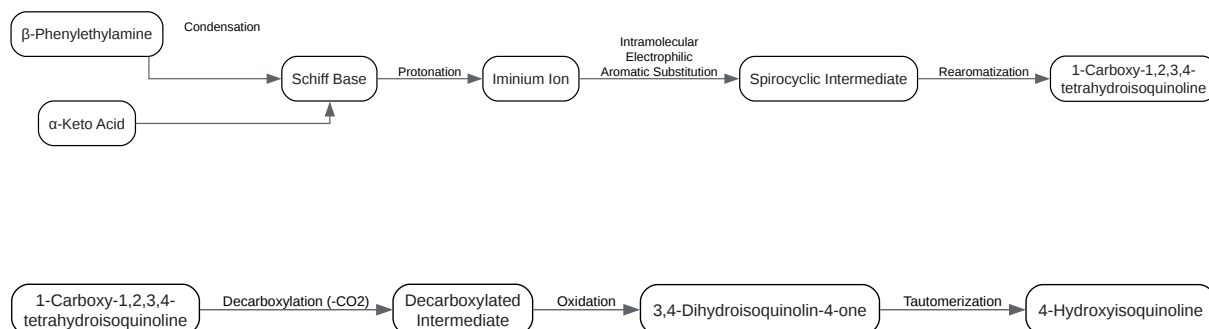 β-Phenylethylamine
Condensation
α-Keto Acid
Schiff Base
Protonation
Iminium Ion
Intramolecular
Electrophilic
Aromatic Substitution
Spirocyclic Intermediate
Rearomatization
1-Carboxy-1,2,3,4-
tetrahydroisoquinoline
1-Carboxy-1,2,3,4-
tetrahydroisoquinoline
Decarboxylation (-CO2)
Decarboxylated
Intermediate
Oxidation
3,4-Dihydroisoquinolin-4-one
Tautomerization
4-Hydroxyisoquinoline